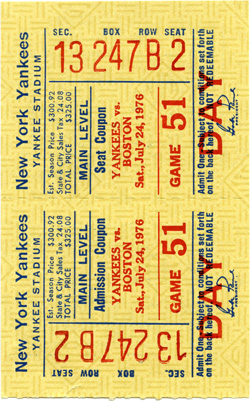 SEC. BOX ROW SEAT
13 247 B 2
New York Yankees
YANKEE STADIUM
Est. Season Price $300.92
State & City Sales Tax 24.08
TOTAL PRICE $325.00
MAIN LEVEL
Seat Coupon
YANKEES vs.
BOSTON
Sat., July 24, 1976
GAME 51
DAY
Admit One Subject to conditions set forth
on the back hereof
REDEEMABLE
New York Yankees
YANKEE STADIUM
Est. Season Price $300.92
State & City Sales Tax 24.08
TOTAL PRICE $325.00
MAIN LEVEL
Admission Coupon
YANKEES vs.
BOSTON
Sat., July 24, 1976
GAME 51
DAY
Admit One Subject to conditions set forth
on the back hereof
REDEEMABLE
13 247 B 2
SEC. BOX ROW SEAT